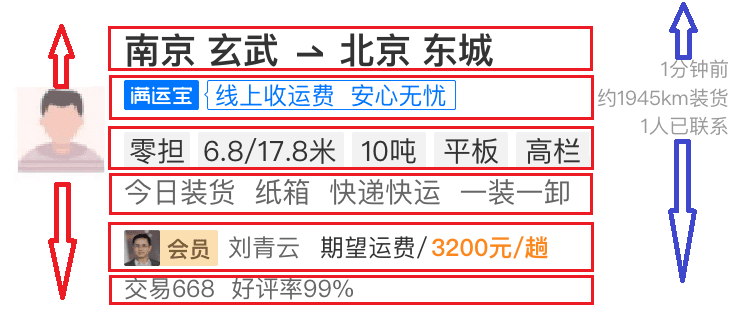 南京 玄武 ⇀ 北京 东城
满运宝 线上收运费 安心无忧
零担 6.8/17.8米 10吨 平板 高栏
今日装货 纸箱 快递快运 一装一卸
会员 刘青云 期望运费/3200元/趟
交易668 好评率99%
1分钟前
约1945km装货
1人已联系